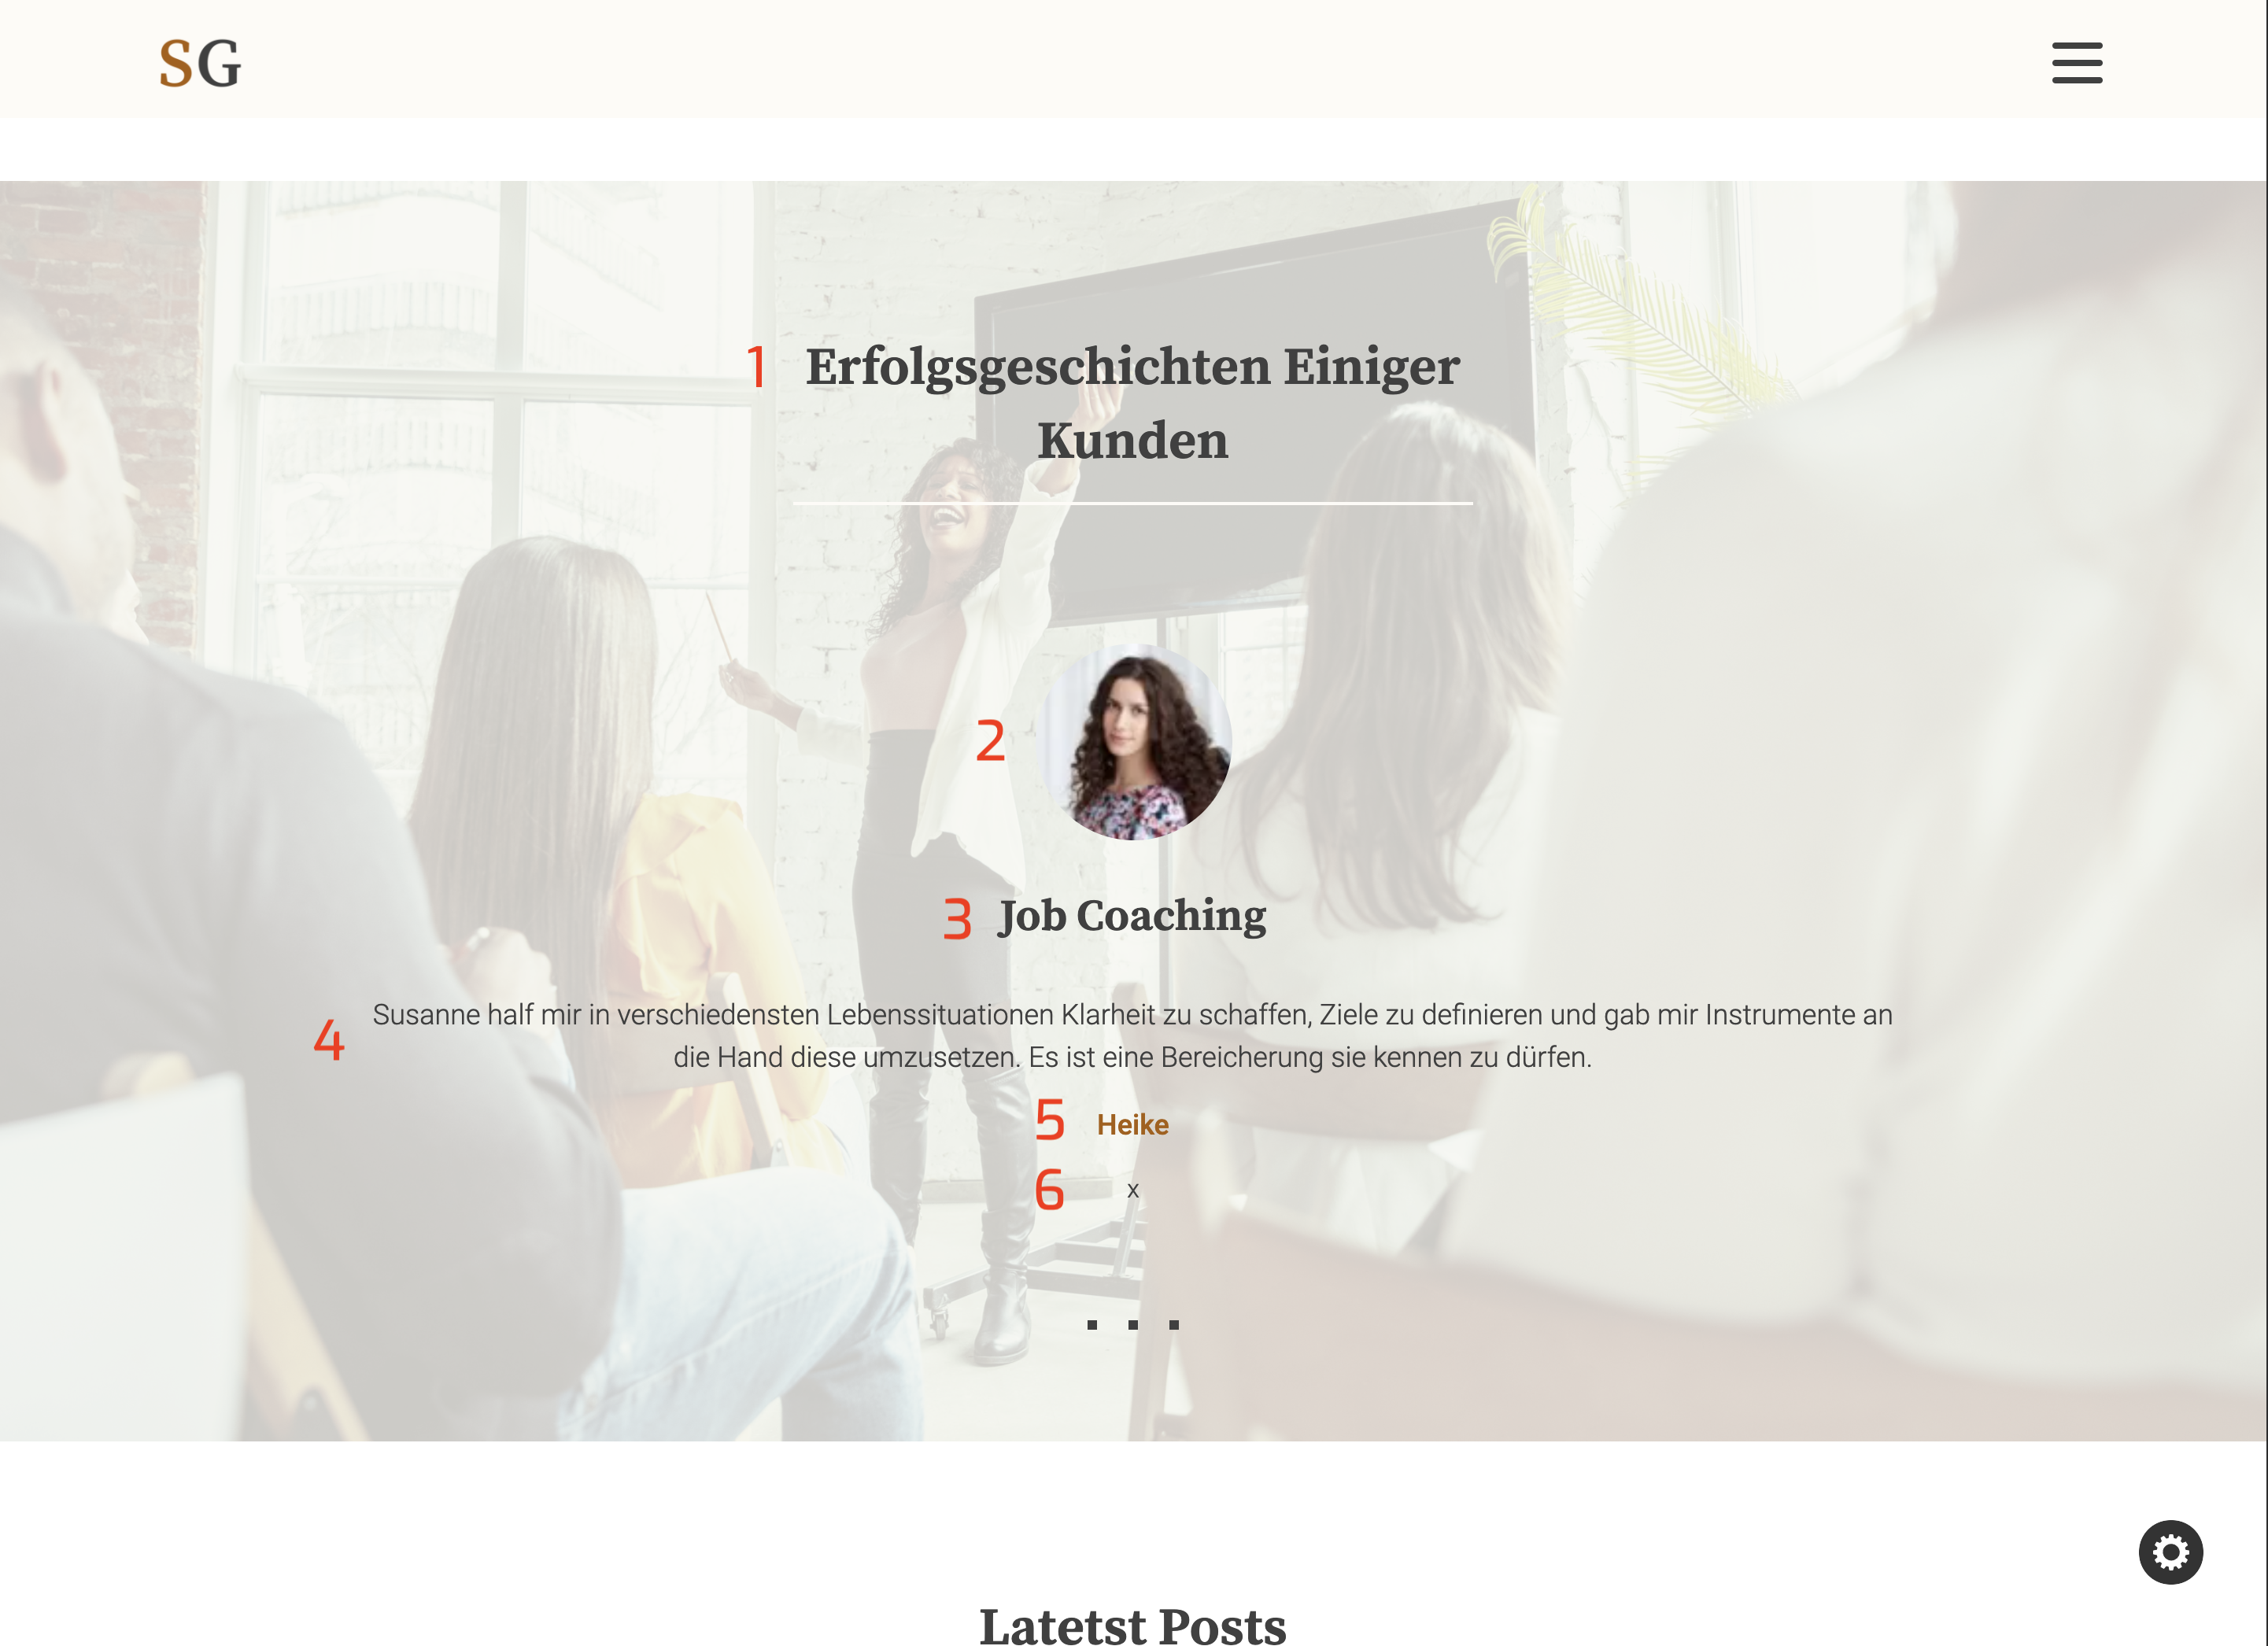 SG
1 Erfolgsgeschichten Einiger
Kunden
2
3 Job Coaching
4 Susanne half mir in verschiedensten Lebenssituationen Klarheit zu schaffen, Ziele zu definieren und gab mir Instrumente an
die Hand diese umzusetzen. Es ist eine Bereicherung sie kennen zu dürfen.
5 Heike
6 x
Latetst Posts